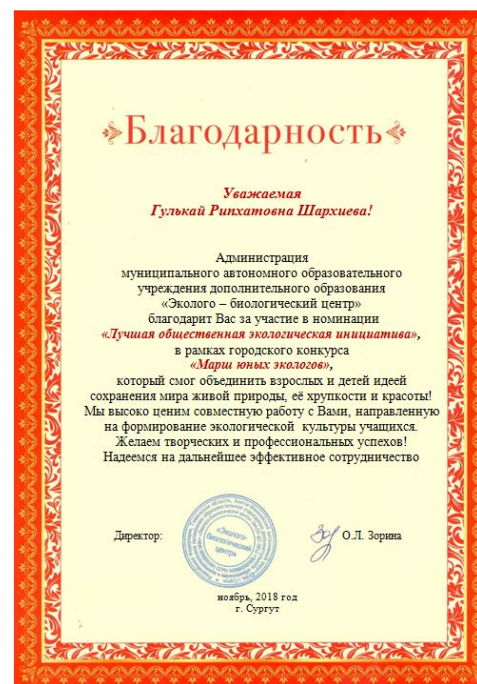 Благодарность
Уважаемая
Гулькай Рипхатовна Шархиева!
Администрация
муниципального автономного образовательного
учреждения дополнительного образования
«Эколого – биологический центр»
благодарит Вас за участие в номинации
«Лучшая общественная экологическая инициатива»,
в рамках городского конкурса
«Марш юных экологов»,
который смог объединить взрослых и детей идеей
сохранения мира живой природы, её хрупкости и красоты!
Мы высоко ценим совместную работу с Вами, направленную
на формирование экологической культуры учащихся.
Желаем творческих и профессиональных успехов!
Надеемся на дальнейшее эффективное сотрудничество
«Эколого-
биологический
центр»
Директор: О.Л. Зорина
ноябрь, 2018 год
г. Сургут